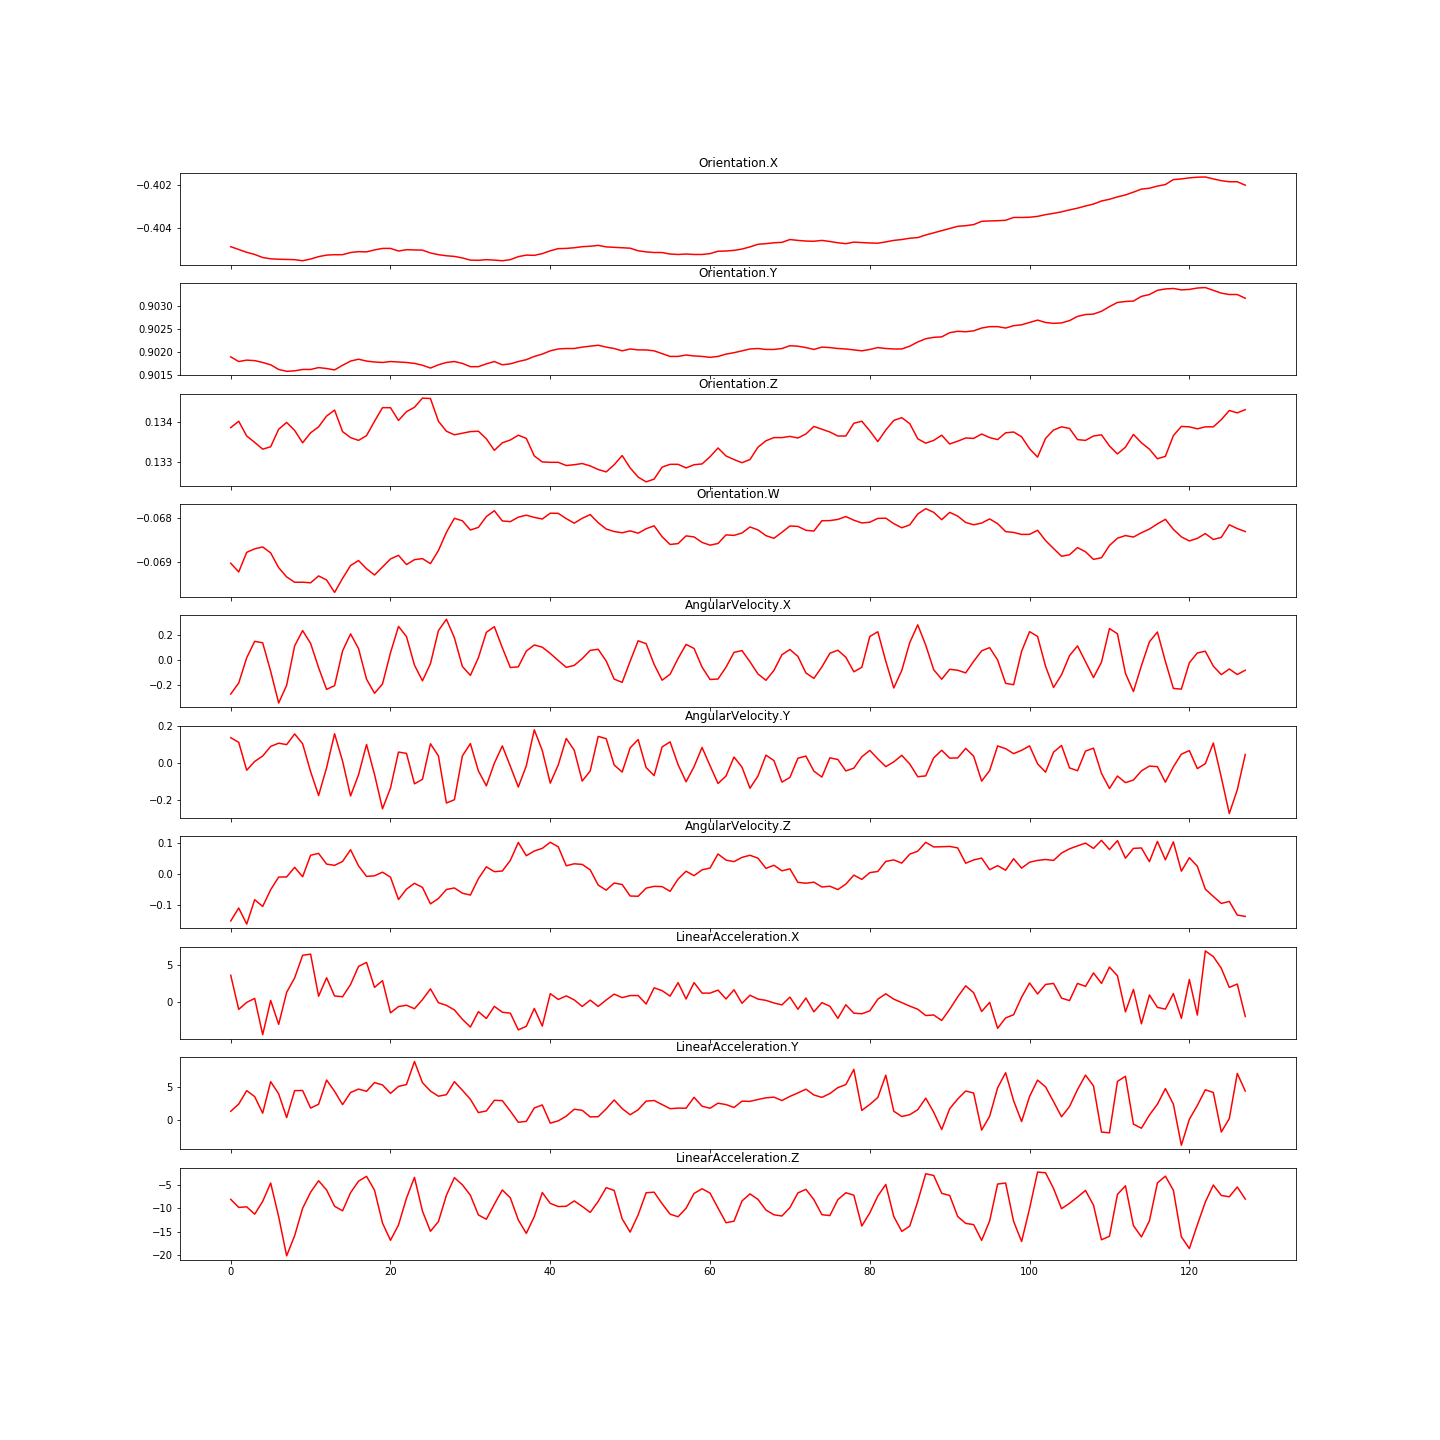 Orientation.X
−0.402
−0.404
Orientation.Y
0.9030
0.9025
0.9020
0.9015
Orientation.Z
0.134
0.133
Orientation.W
−0.068
−0.069
AngularVelocity.X
0.2
0.0
−0.2
AngularVelocity.Y
0.2
0.0
−0.2
AngularVelocity.Z
0.1
0.0
−0.1
LinearAcceleration.X
5
0
LinearAcceleration.Y
5
0
LinearAcceleration.Z
−5
−10
−15
−20
0 20 40 60 80 100 120